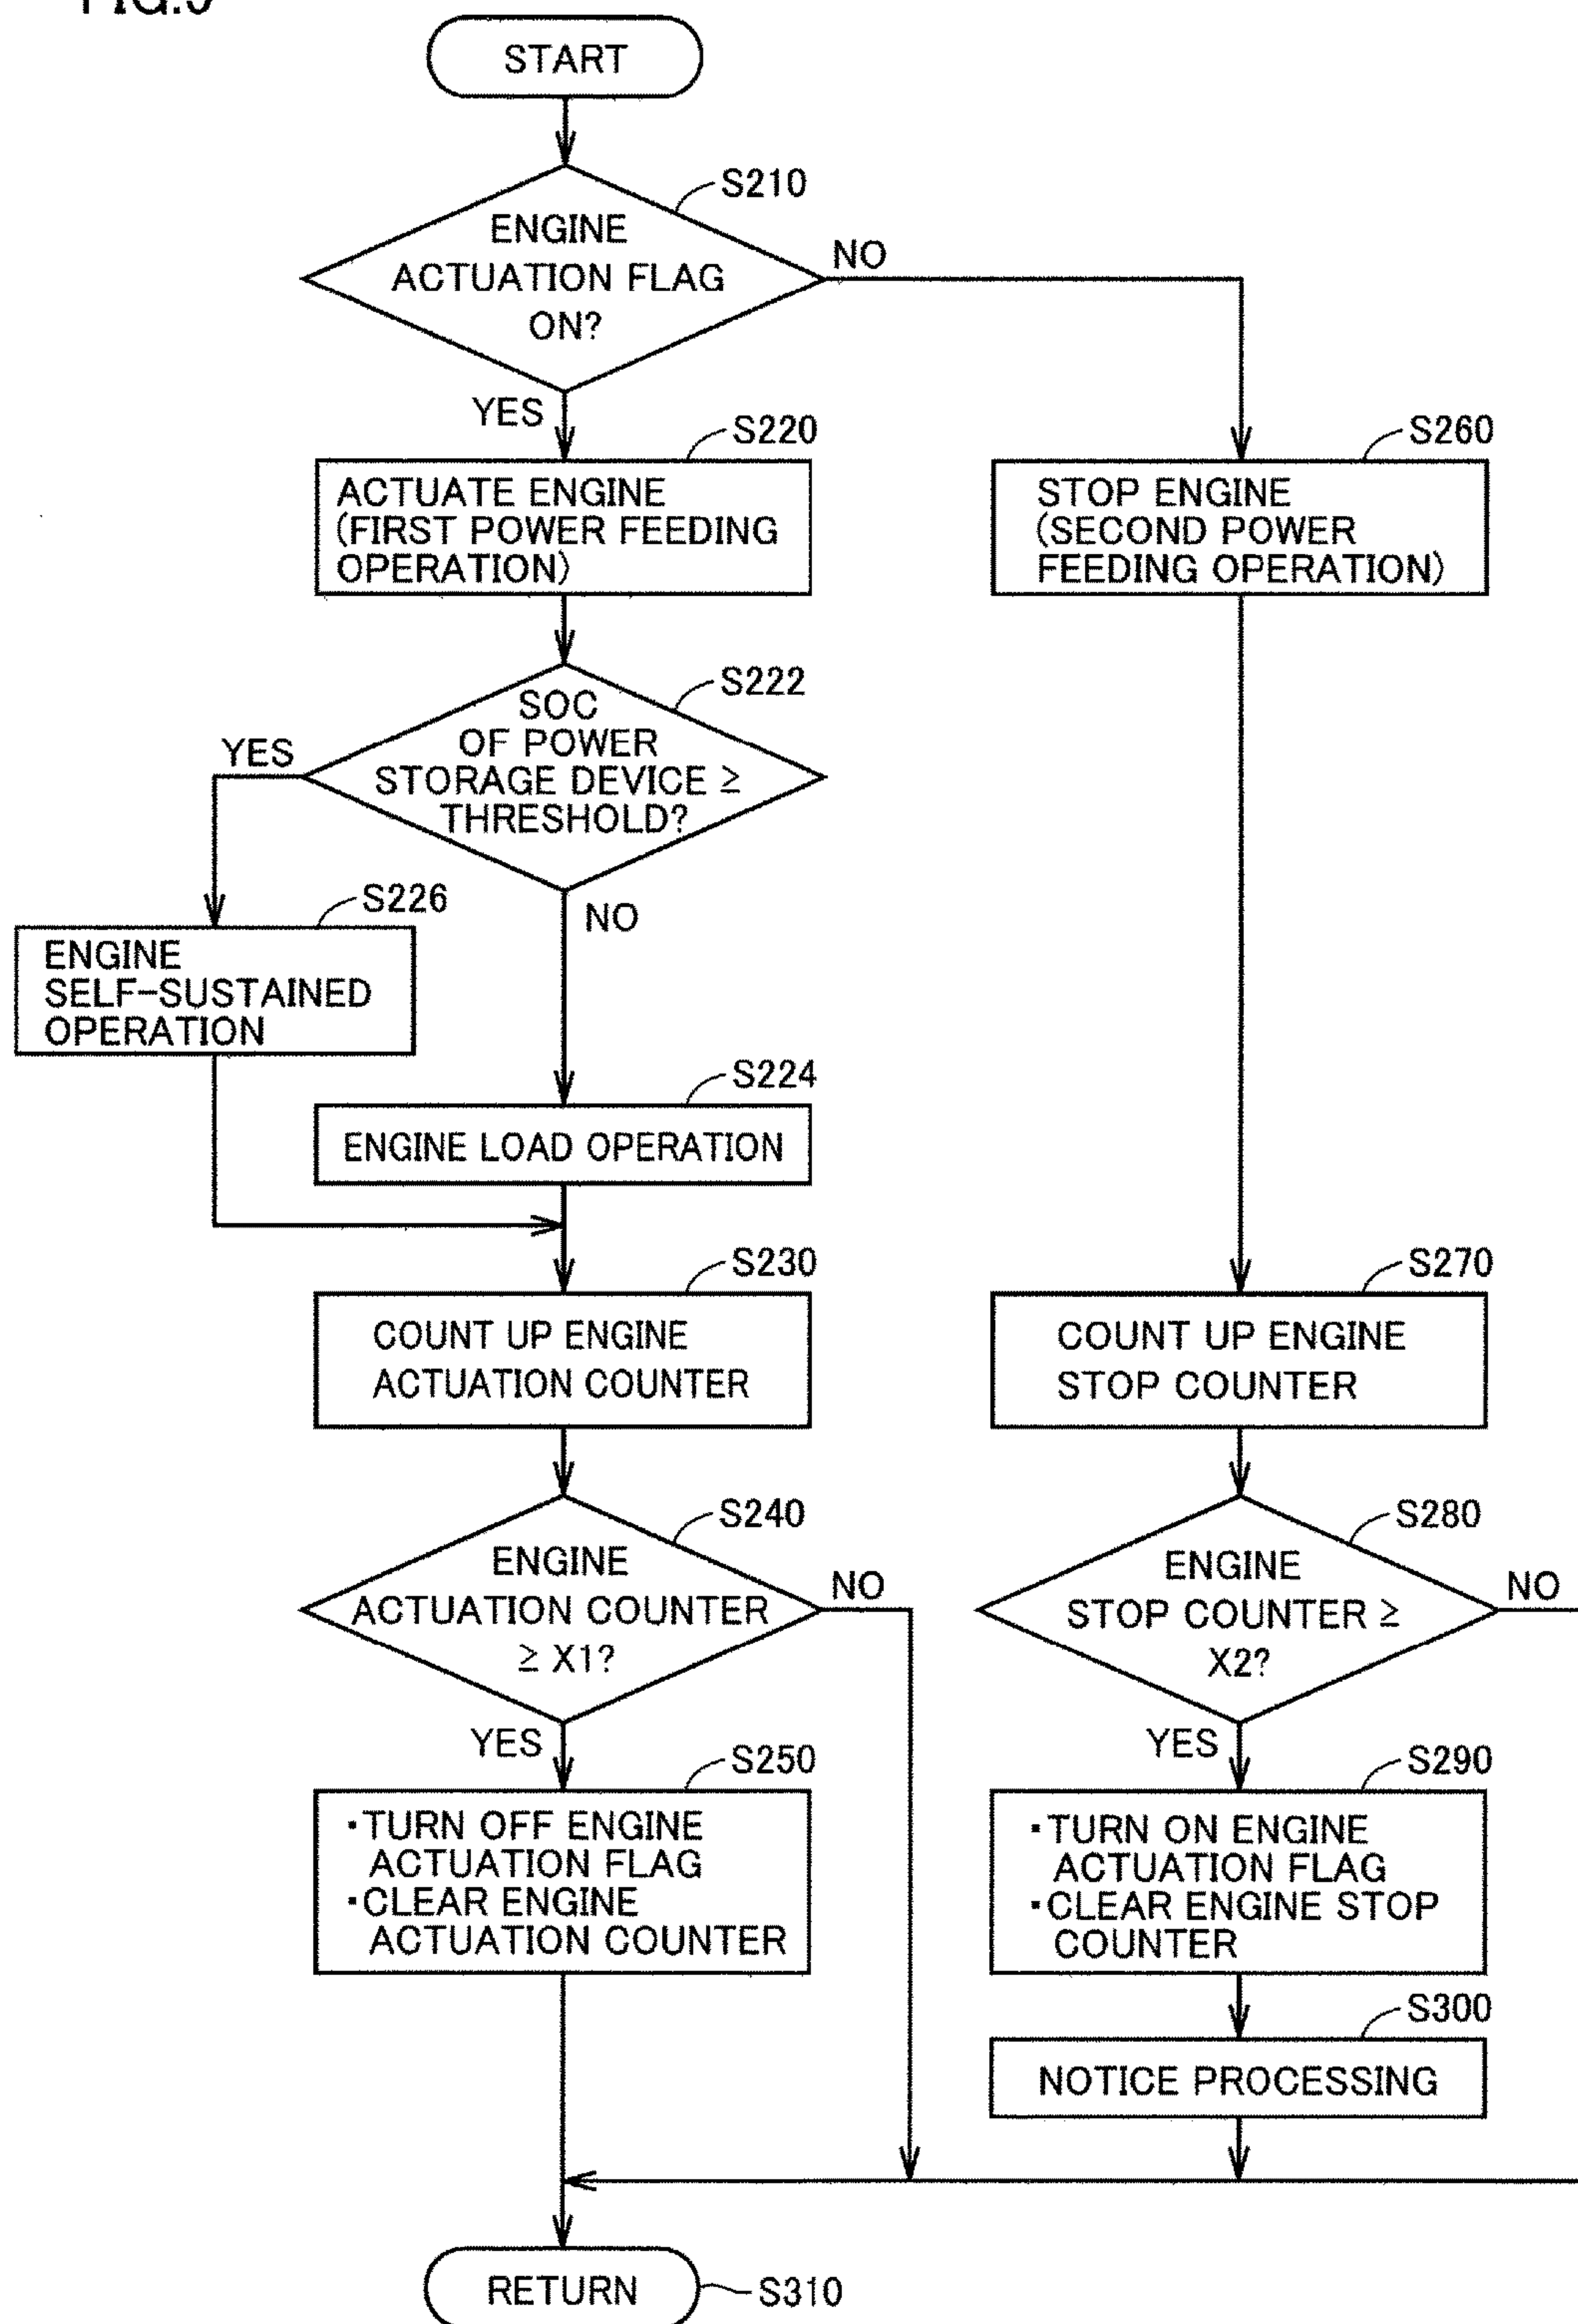 START
S210
ENGINE
ACTUATION FLAG
ON?
NO
YES
S220
ACTUATE ENGINE
(FIRST POWER FEEDING
OPERATION)
S260
STOP ENGINE
(SECOND POWER
FEEDING OPERATION)
S222
SOC
OF POWER
STORAGE DEVICE ≥
THRESHOLD?
YES
NO
S226
ENGINE
SELF-SUSTAINED
OPERATION
S224
ENGINE LOAD OPERATION
S230
COUNT UP ENGINE
ACTUATION COUNTER
S270
COUNT UP ENGINE
STOP COUNTER
S240
ENGINE
ACTUATION COUNTER
≥ X1?
NO
YES
S280
ENGINE
STOP COUNTER ≥
X2?
NO
YES
S250
・TURN OFF ENGINE
ACTUATION FLAG
・CLEAR ENGINE
ACTUATION COUNTER
S290
・TURN ON ENGINE
ACTUATION FLAG
・CLEAR ENGINE STOP
COUNTER
S300
NOTICE PROCESSING
RETURN
S310